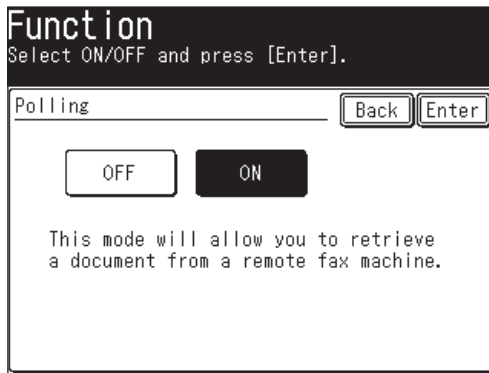 Function
Select ON/OFF and press [Enter].
Polling Back Enter
OFF ON
This mode will allow you to retrieve
a document from a remote fax machine.